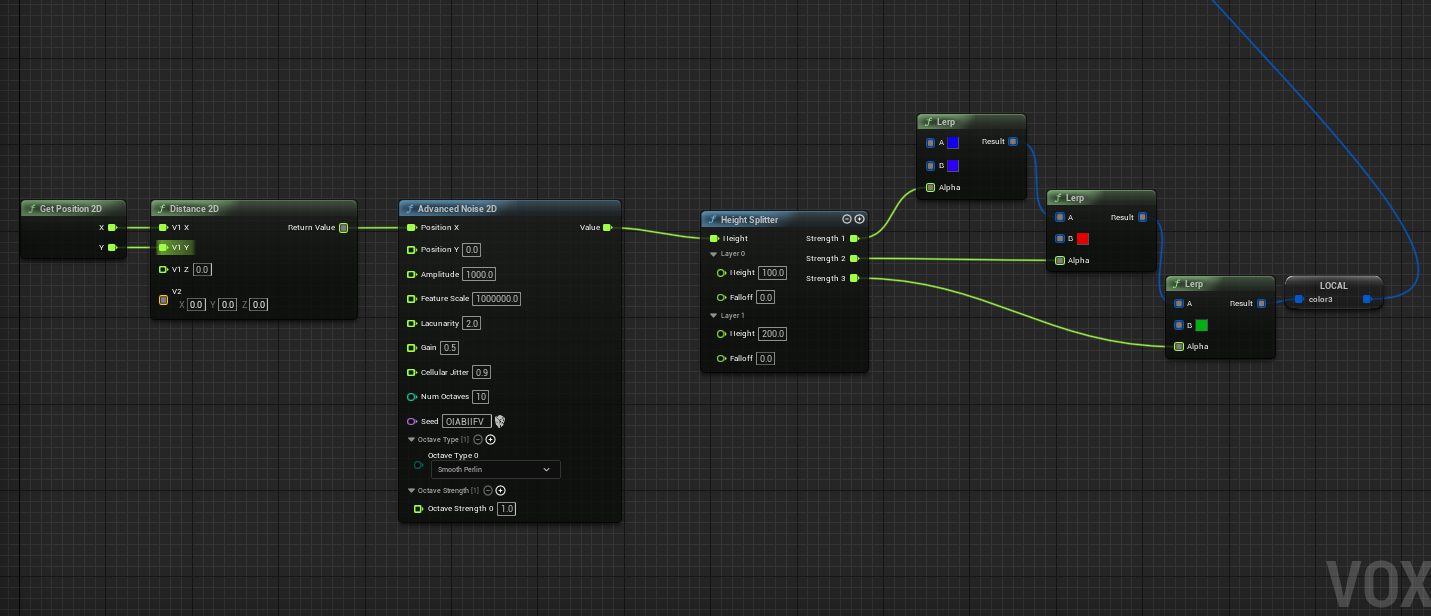 Get Position 2D
X
Y
Distance 2D
V1 X
Return Value
V1 Y
V1 Z 0.0
V2
X 0.0 Y 0.0 Z 0.0
Advanced Noise 2D
Position X
Value
Position Y 0.0
Amplitude 1000.0
Feature Scale 1000000.0
Lacunarity 2.0
Gain 0.5
Cellular Jitter 0.9
Num Octaves 10
Seed OIABIIFV
Octave Type [1]
Octave Type 0
Smooth Perlin
Octave Strength [1]
Octave Strength 0 1.0
Height Splitter
Height
Strength 1
Layer 0
Strength 2
Height 100.0
Strength 3
Falloff 0.0
Layer 1
Height 200.0
Falloff 0.0
Lerp
A
Result
B
Alpha
Lerp
A
Result
B
Alpha
Lerp
A
Result
B
Alpha
LOCAL
color3
VOX